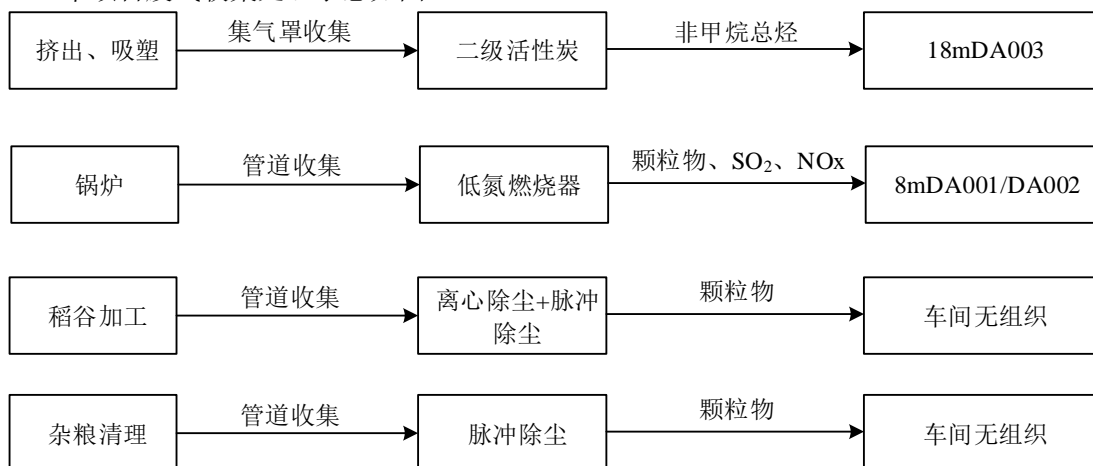 集气罩收集
非甲烷总烃
挤出、吸塑
二级活性炭
18mDA003
管道收集
颗粒物、SO₂、NOx
锅炉
低氮燃烧器
8mDA001/DA002
管道收集
颗粒物
稻谷加工
离心除尘+脉冲
除尘
车间无组织
管道收集
颗粒物
杂粮清理
脉冲除尘
车间无组织